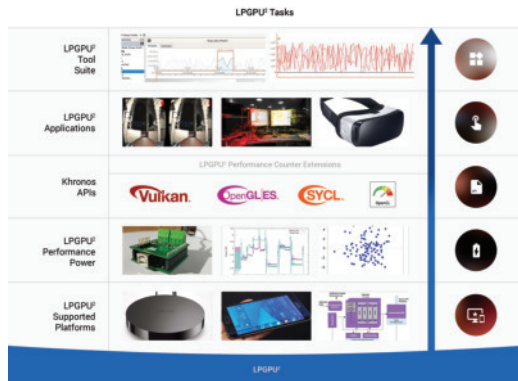 LPGPU² Tasks
LPGPU²
Tool
Suite
LPGPU²
Applications
LPGPU² Performance Counter Extensions
Khronos
APIs
Vulkan.
OpenGL|ES.
SYCL.
OpenCL
LPGPU²
Performance
Power
LPGPU²
Supported
Platforms
LPGPU²